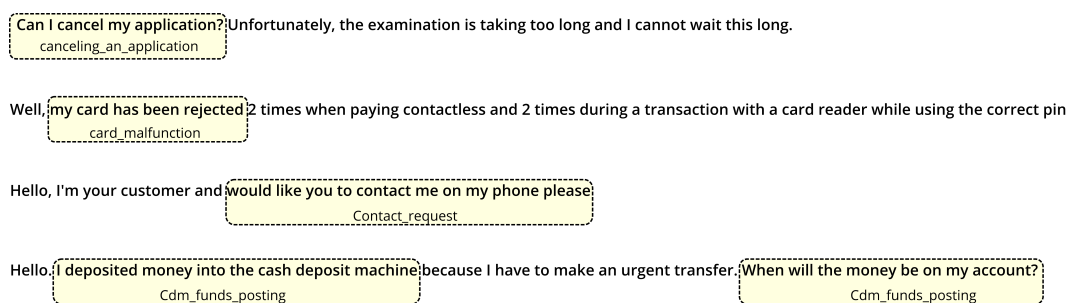 Can I cancel my application? Unfortunately, the examination is taking too long and I cannot wait this long.
canceling_an_application
Well, my card has been rejected 2 times when paying contactless and 2 times during a transaction with a card reader while using the correct pin
card_malfunction
Hello, I'm your customer and would like you to contact me on my phone please
Contact_request
Hello. I deposited money into the cash deposit machine because I have to make an urgent transfer. When will the money be on my account?
Cdm_funds_posting Cdm_funds_posting